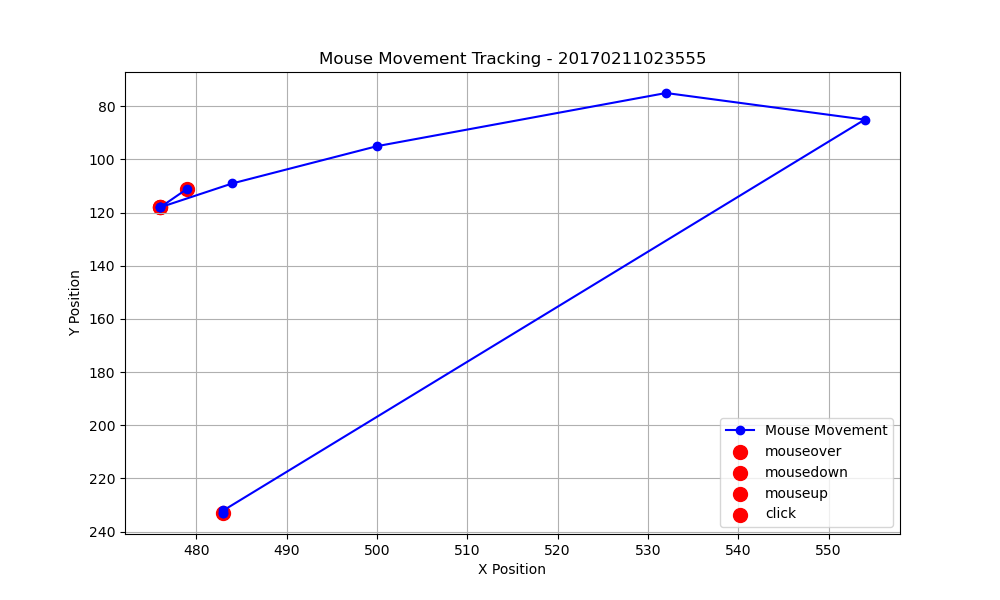 Mouse Movement Tracking - 20170211023555
80
100
120
140
160
180
200
220
240
Y Position
480
490
500
510
520
530
540
550
X Position
Mouse Movement
mouseover
mousedown
mouseup
click